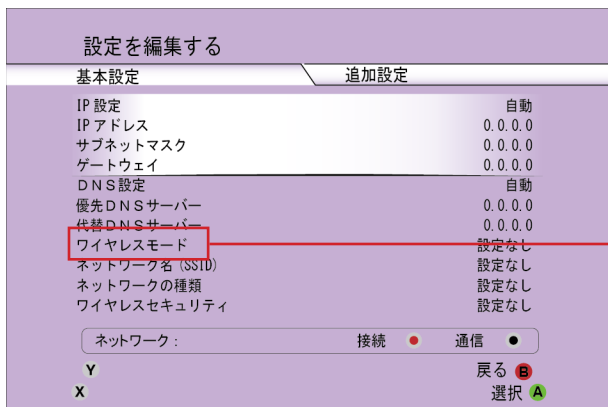 設定を編集する
基本設定 追加設定
IP 設定 自動
IP アドレス 0.0.0.0
サブネットマスク 0.0.0.0
ゲートウェイ 0.0.0.0
DNS設定 自動
優先DNSサーバー 0.0.0.0
代替DNSサーバー 0.0.0.0
ワイヤレスモード 設定なし
ネットワーク名 (SSID) 設定なし
ネットワークの種類 設定なし
ワイヤレスセキュリティ 設定なし
ネットワーク： 接続 通信
Y 戻る B
X 選択 A